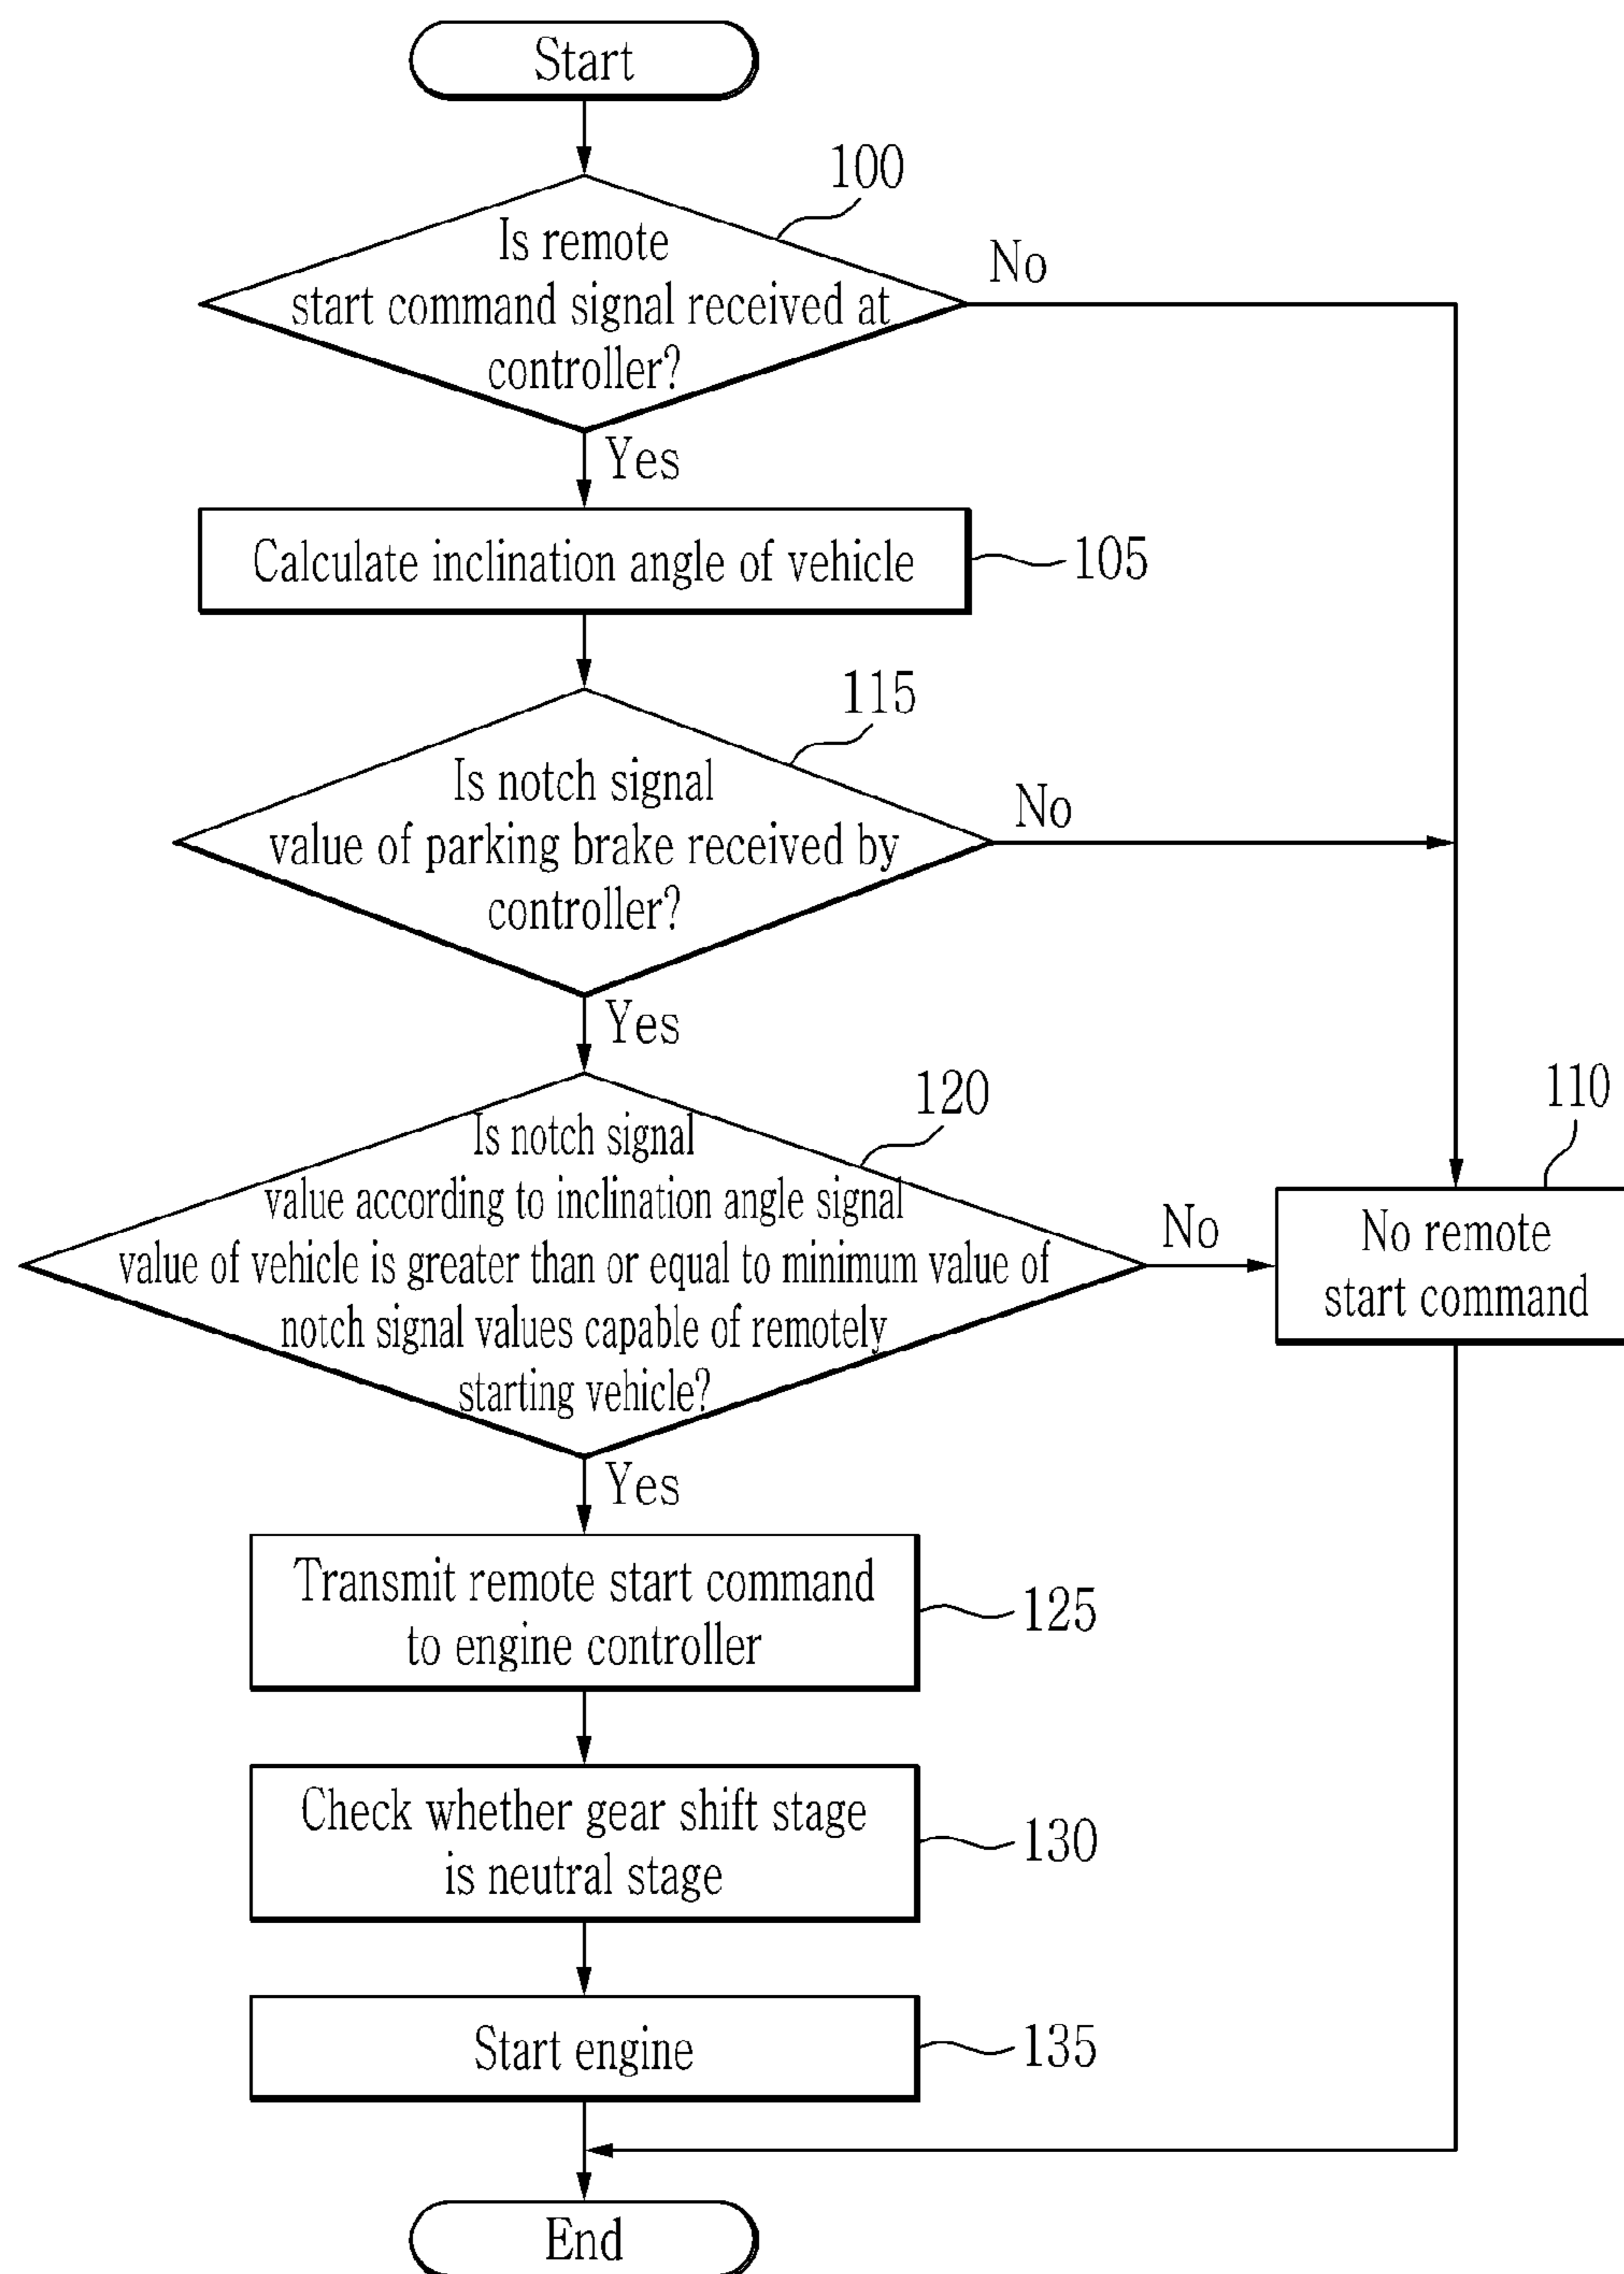 Start
100
Is remote
start command signal received at
controller?
No
Yes
Calculate inclination angle of vehicle
105
115
Is notch signal
value of parking brake received by
controller?
No
Yes
120
Is notch signal
value according to inclination angle signal
value of vehicle is greater than or equal to minimum value of
notch signal values capable of remotely
starting vehicle?
No
110
No remote
start command
Yes
Transmit remote start command
to engine controller
125
Check whether gear shift stage
is neutral stage
130
Start engine
135
End